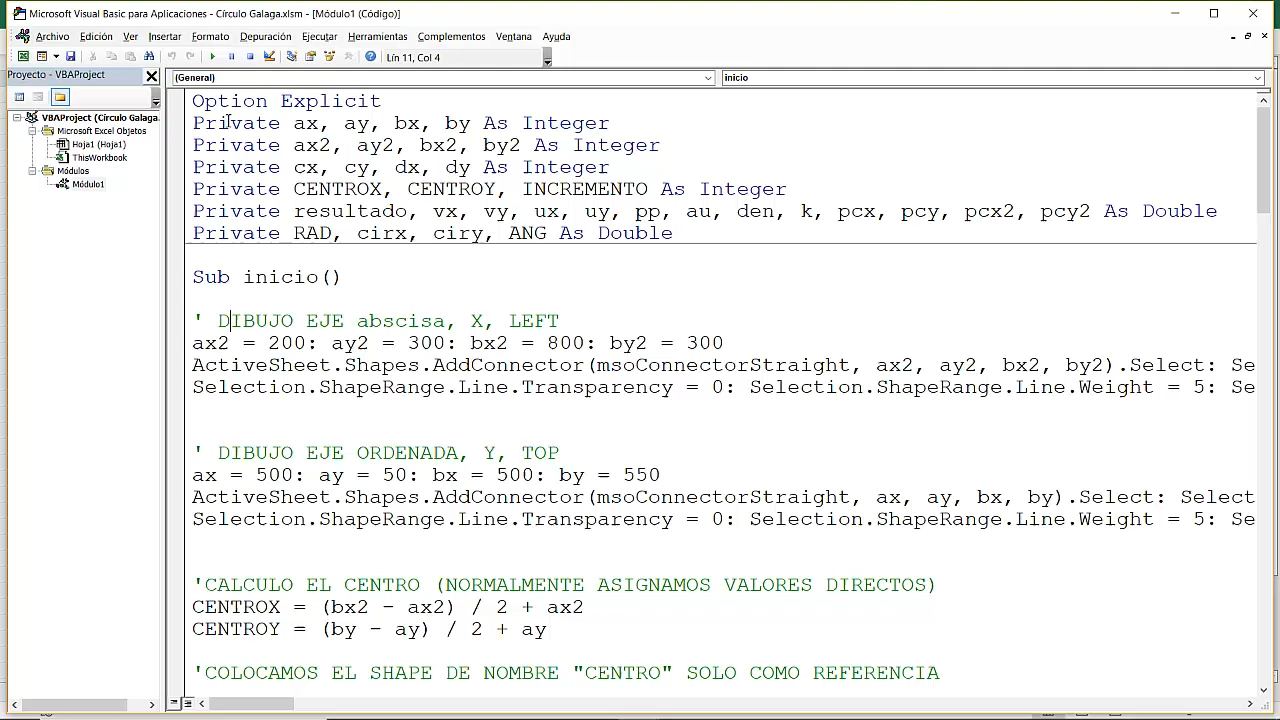 Microsoft Visual Basic para Aplicaciones - Círculo Galaga.xlsm - [Módulo1 (Código)]
Archivo Edición Ver Insertar Formato Depuración Ejecutar Herramientas Complementos Ventana Ayuda
Lín 11, Col 4
Proyecto - VBAProject
(General)
inicio
VBAProject (Círculo Galaga.
Microsoft Excel Objetos
Hoja1 (Hoja1)
ThisWorkbook
Módulos
Módulo1
Option Explicit
Private ax, ay, bx, by As Integer
Private ax2, ay2, bx2, by2 As Integer
Private cx, cy, dx, dy As Integer
Private CENTROX, CENTROY, INCREMENTO As Integer
Private resultado, vx, vy, ux, uy, pp, au, den, k, pcx, pcy, pcx2, pcy2 As Double
Private RAD, cirx, ciry, ANG As Double
Sub inicio()
' DIBUJO EJE abscisa, X, LEFT
ax2 = 200: ay2 = 300: bx2 = 800: by2 = 300
ActiveSheet.Shapes.AddConnector(msoConnectorStraight, ax2, ay2, bx2, by2).Select: Se
Selection.ShapeRange.Line.Transparency = 0: Selection.ShapeRange.Line.Weight = 5: Se
' DIBUJO EJE ORDENADA, Y, TOP
ax = 500: ay = 50: bx = 500: by = 550
ActiveSheet.Shapes.AddConnector(msoConnectorStraight, ax, ay, bx, by).Select: Select
Selection.ShapeRange.Line.Transparency = 0: Selection.ShapeRange.Line.Weight = 5: Se
'CALCULO EL CENTRO (NORMALMENTE ASIGNAMOS VALORES DIRECTOS)
CENTROX = (bx2 - ax2) / 2 + ax2
CENTROY = (by - ay) / 2 + ay
'COLOCAMOS EL SHAPE DE NOMBRE "CENTRO" SOLO COMO REFERENCIA